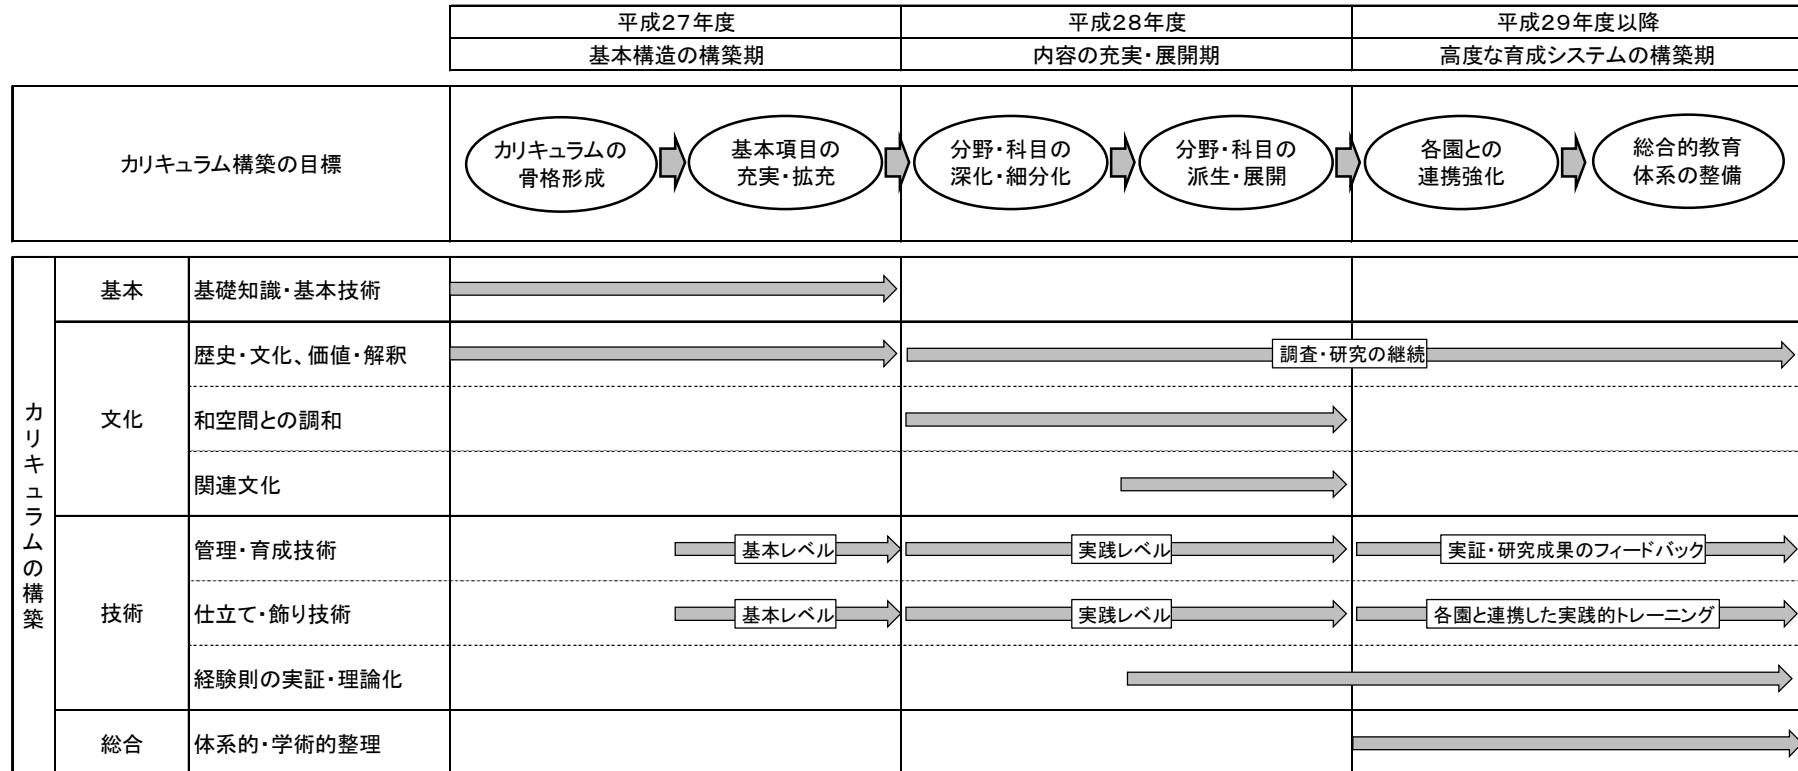 平成27年度
平成28年度
平成29年度以降
基本構造の構築期
内容の充実・展開期
高度な育成システムの構築期
カリキュラム構築の目標
カリキュラムの
骨格形成
基本項目の
充実・拡充
分野・科目の
深化・細分化
分野・科目の
派生・展開
各園との
連携強化
総合的教育
体系の整備
カリキュラムの構築
基本
基礎知識・基本技術
文化
歴史・文化、価値・解釈
調査・研究の継続
和空間との調和
関連文化
技術
管理・育成技術
基本レベル
実践レベル
実証・研究成果のフィードバック
仕立て・飾り技術
基本レベル
実践レベル
各園と連携した実践的トレーニング
経験則の実証・理論化
総合
体系的・学術的整理